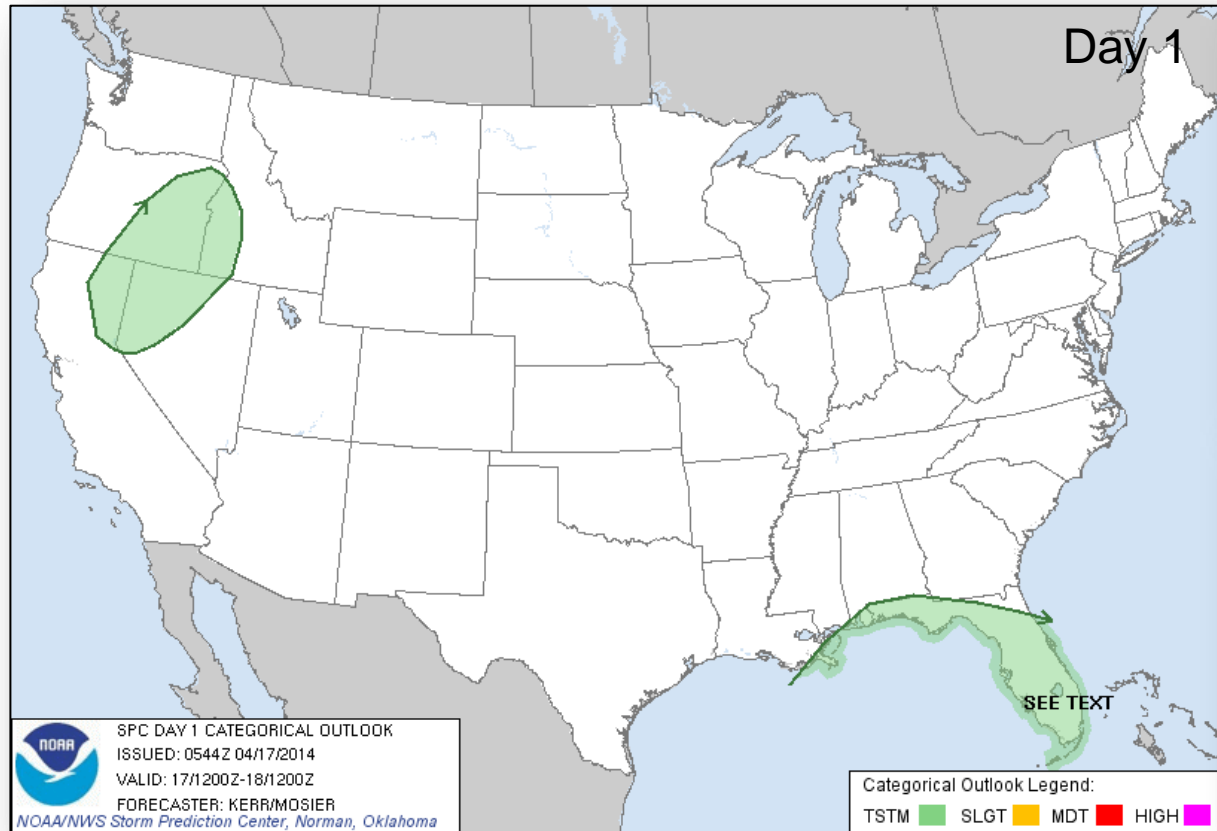 Day 1
SEE TEXT
NOAA
SPC DAY 1 CATEGORICAL OUTLOOK
ISSUED: 0544Z 04/17/2014
VALID: 17/1200Z-18/1200Z
FORECASTER: KERR/MOSIER
NOAA/NWS Storm Prediction Center, Norman, Oklahoma
Categorical Outlook Legend:
TSTM SLGT MDT HIGH